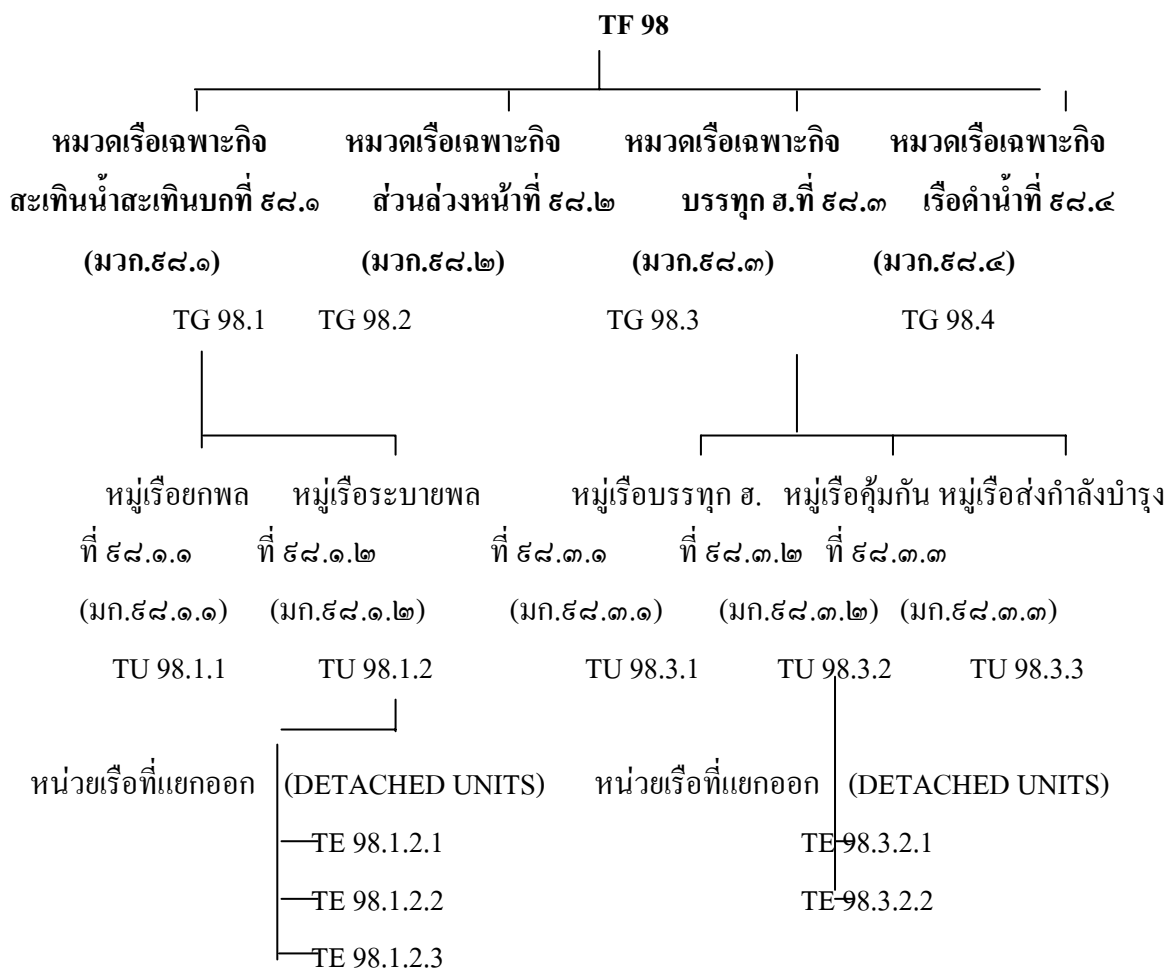 TF 98
หมวดเรือเฉพาะกิจ หมวดเรือเฉพาะกิจ หมวดเรือเฉพาะกิจ หมวดเรือเฉพาะกิจ
สะเทินน้ำสะเทินบกที่ ๙๘.๑ ส่วนล่วงหน้าที่ ๙๘.๒ บรรทุก ฮ.ที่ ๙๘.๓ เรือดำน้ำที่ ๙๘.๔
(มวก.๙๘.๑) (มวก.๙๘.๒) (มวก.๙๘.๓) (มวก.๙๘.๔)
TG 98.1 TG 98.2 TG 98.3 TG 98.4
หมู่เรือยกพล หมู่เรือระบายพล หมู่เรือบรรทุก ฮ. หมู่เรือคุ้มกัน หมู่เรือส่งกำลังบำรุง
ที่ ๙๘.๑.๑ ที่ ๙๘.๑.๒ ที่ ๙๘.๓.๑ ที่ ๙๘.๓.๒ ที่ ๙๘.๓.๓
(มก.๙๘.๑.๑) (มก.๙๘.๑.๒) (มก.๙๘.๓.๑) (มก.๙๘.๓.๒) (มก.๙๘.๓.๓)
TU 98.1.1 TU 98.1.2 TU 98.3.1 TU 98.3.2 TU 98.3.3
หน่วยเรือที่แยกออก (DETACHED UNITS) หน่วยเรือที่แยกออก (DETACHED UNITS)
TE 98.1.2.1 TE 98.3.2.1
TE 98.1.2.2 TE 98.3.2.2
TE 98.1.2.3